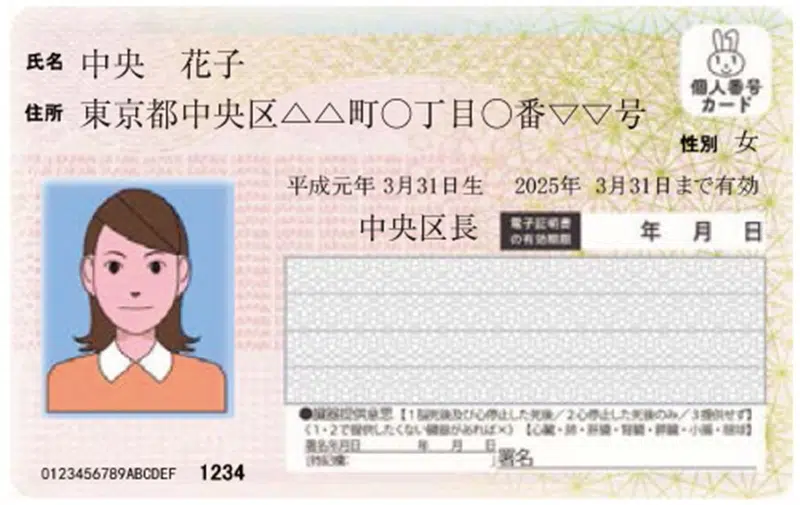 氏名 中央 花子
個人番号
カード
住所 東京都中央区△△町○丁目○番▽▽号
性別 女
平成元年 3月31日生 2025年 3月31日まで有効
中央区長
電子証明書
の有効期限
年 月 日
●臓器提供意思【1脳死後及び心停止した死後/2心停止した死後のみ/3提供せず】
《1・2で提供したくない臓器があれば×》【心臓・肺・肝臓・腎臓・膵臓・小腸・眼球】
署名年月日 年 月 日
[特記欄: ] 署名
0123456789ABCDEF 1234